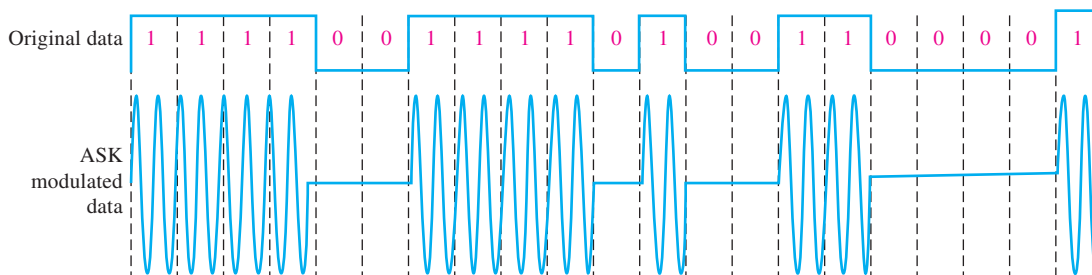 Original data 1 1 1 1 0 0 1 1 1 1 0 1 0 0 1 1 0 0 0 0 1
ASK
modulated
data